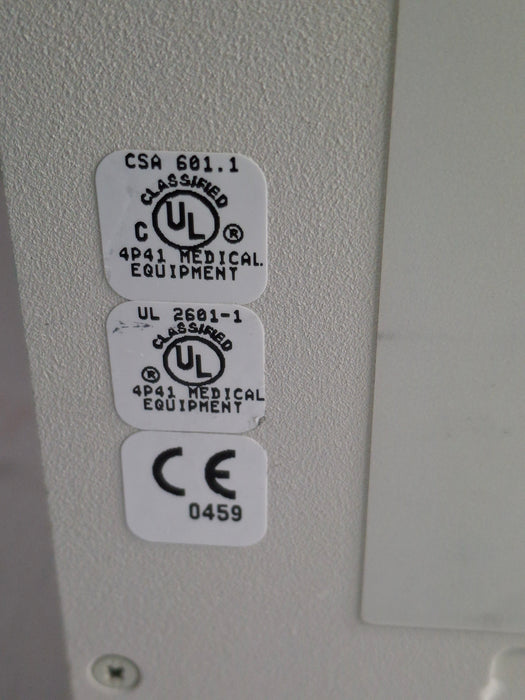 CSA 601.1
CLASSIFIED
C UL ®
4P41 MEDICAL
EQUIPMENT
UL 2601-1
CLASSIFIED
® UL
4P41 MEDICAL
EQUIPMENT
CE
0459